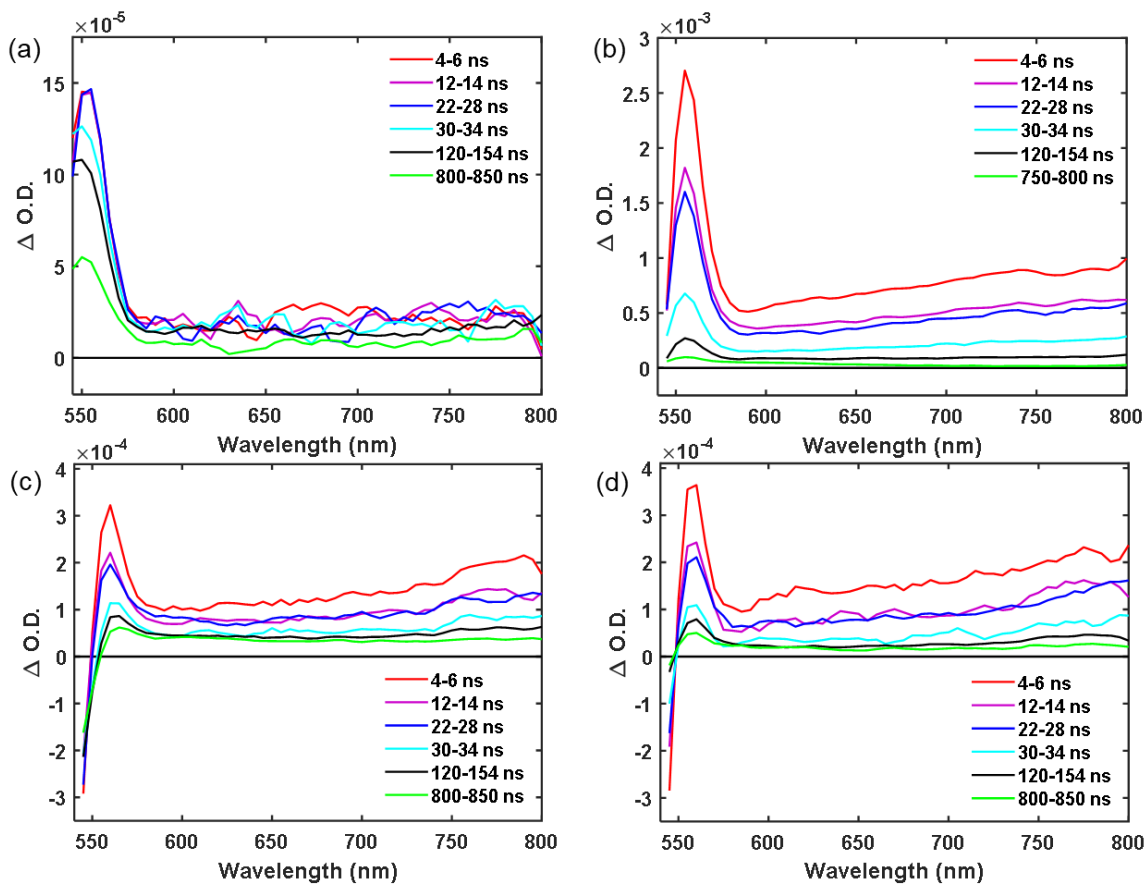 (a)
×10⁻⁵
15
10
5
0
Δ O.D.
550 600 650 700 750 800
Wavelength (nm)
4-6 ns
12-14 ns
22-28 ns
30-34 ns
120-154 ns
800-850 ns
(b)
×10⁻³
3
2.5
2
1.5
1
0.5
0
Δ O.D.
550 600 650 700 750 800
Wavelength (nm)
4-6 ns
12-14 ns
22-28 ns
30-34 ns
120-154 ns
750-800 ns
(c)
×10⁻⁴
4
3
2
1
0
-1
-2
-3
Δ O.D.
550 600 650 700 750 800
Wavelength (nm)
4-6 ns
12-14 ns
22-28 ns
30-34 ns
120-154 ns
800-850 ns
(d)
×10⁻⁴
4
3
2
1
0
-1
-2
-3
Δ O.D.
550 600 650 700 750 800
Wavelength (nm)
4-6 ns
12-14 ns
22-28 ns
30-34 ns
120-154 ns
800-850 ns